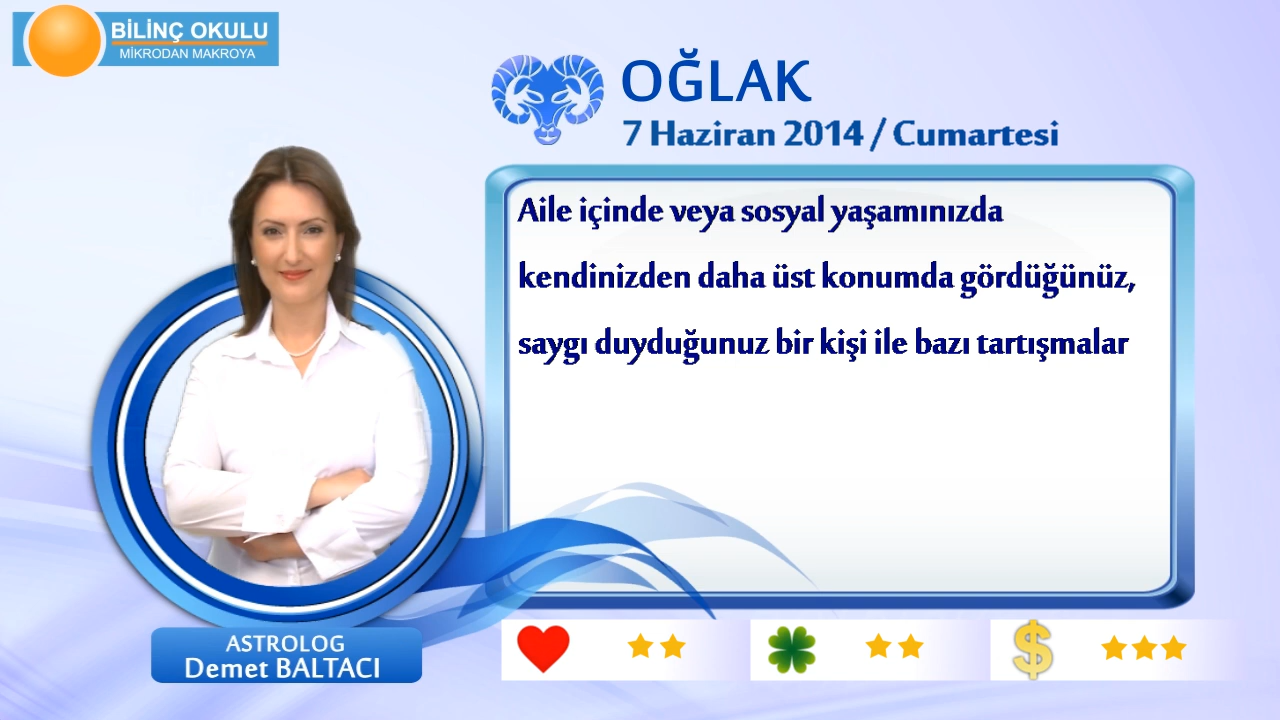 BİLİNÇ OKULU
MİKRODAN MAKROYA
OĞLAK
7 Haziran 2014 / Cumartesi
Aile içinde veya sosyal yaşamınızda
kendinizden daha üst konumda gördüğünüz,
saygı duyduğunuz bir kişi ile bazı tartışmalar
ASTROLOG
Demet BALTACI
$